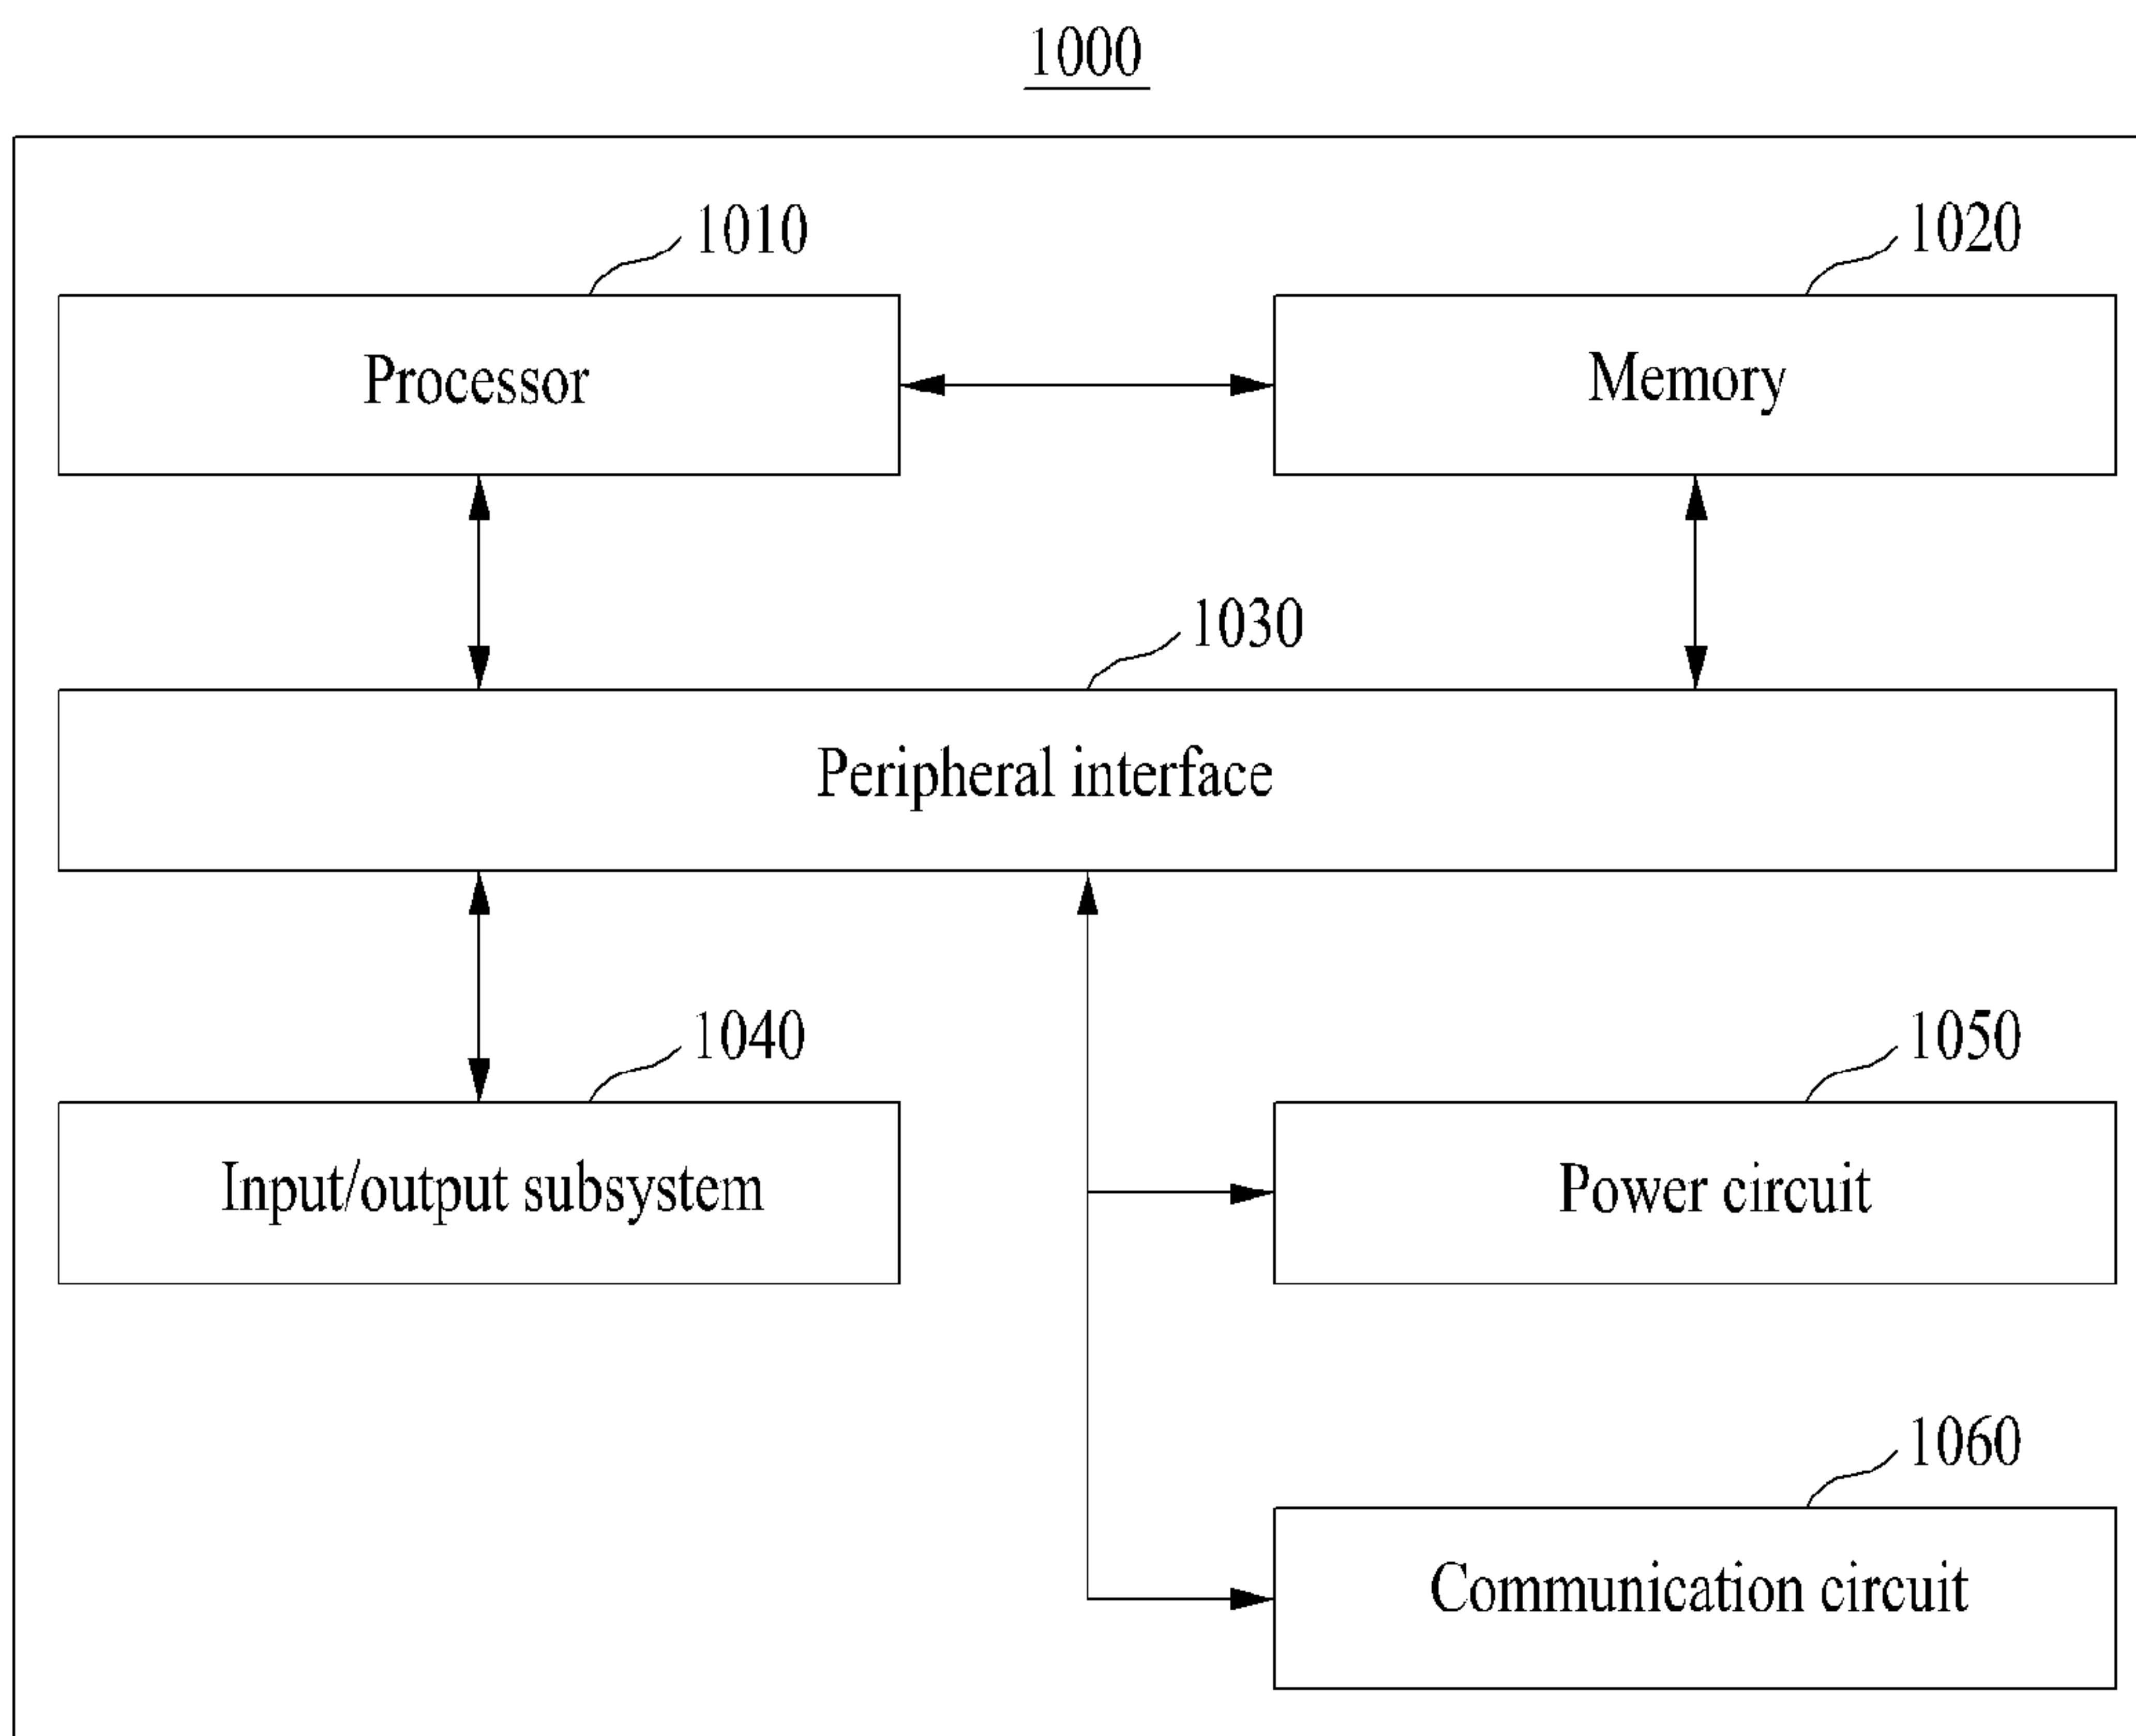 1000
1010
1020
Processor
Memory
1030
Peripheral interface
1040
1050
Input/output subsystem
Power circuit
1060
Communication circuit